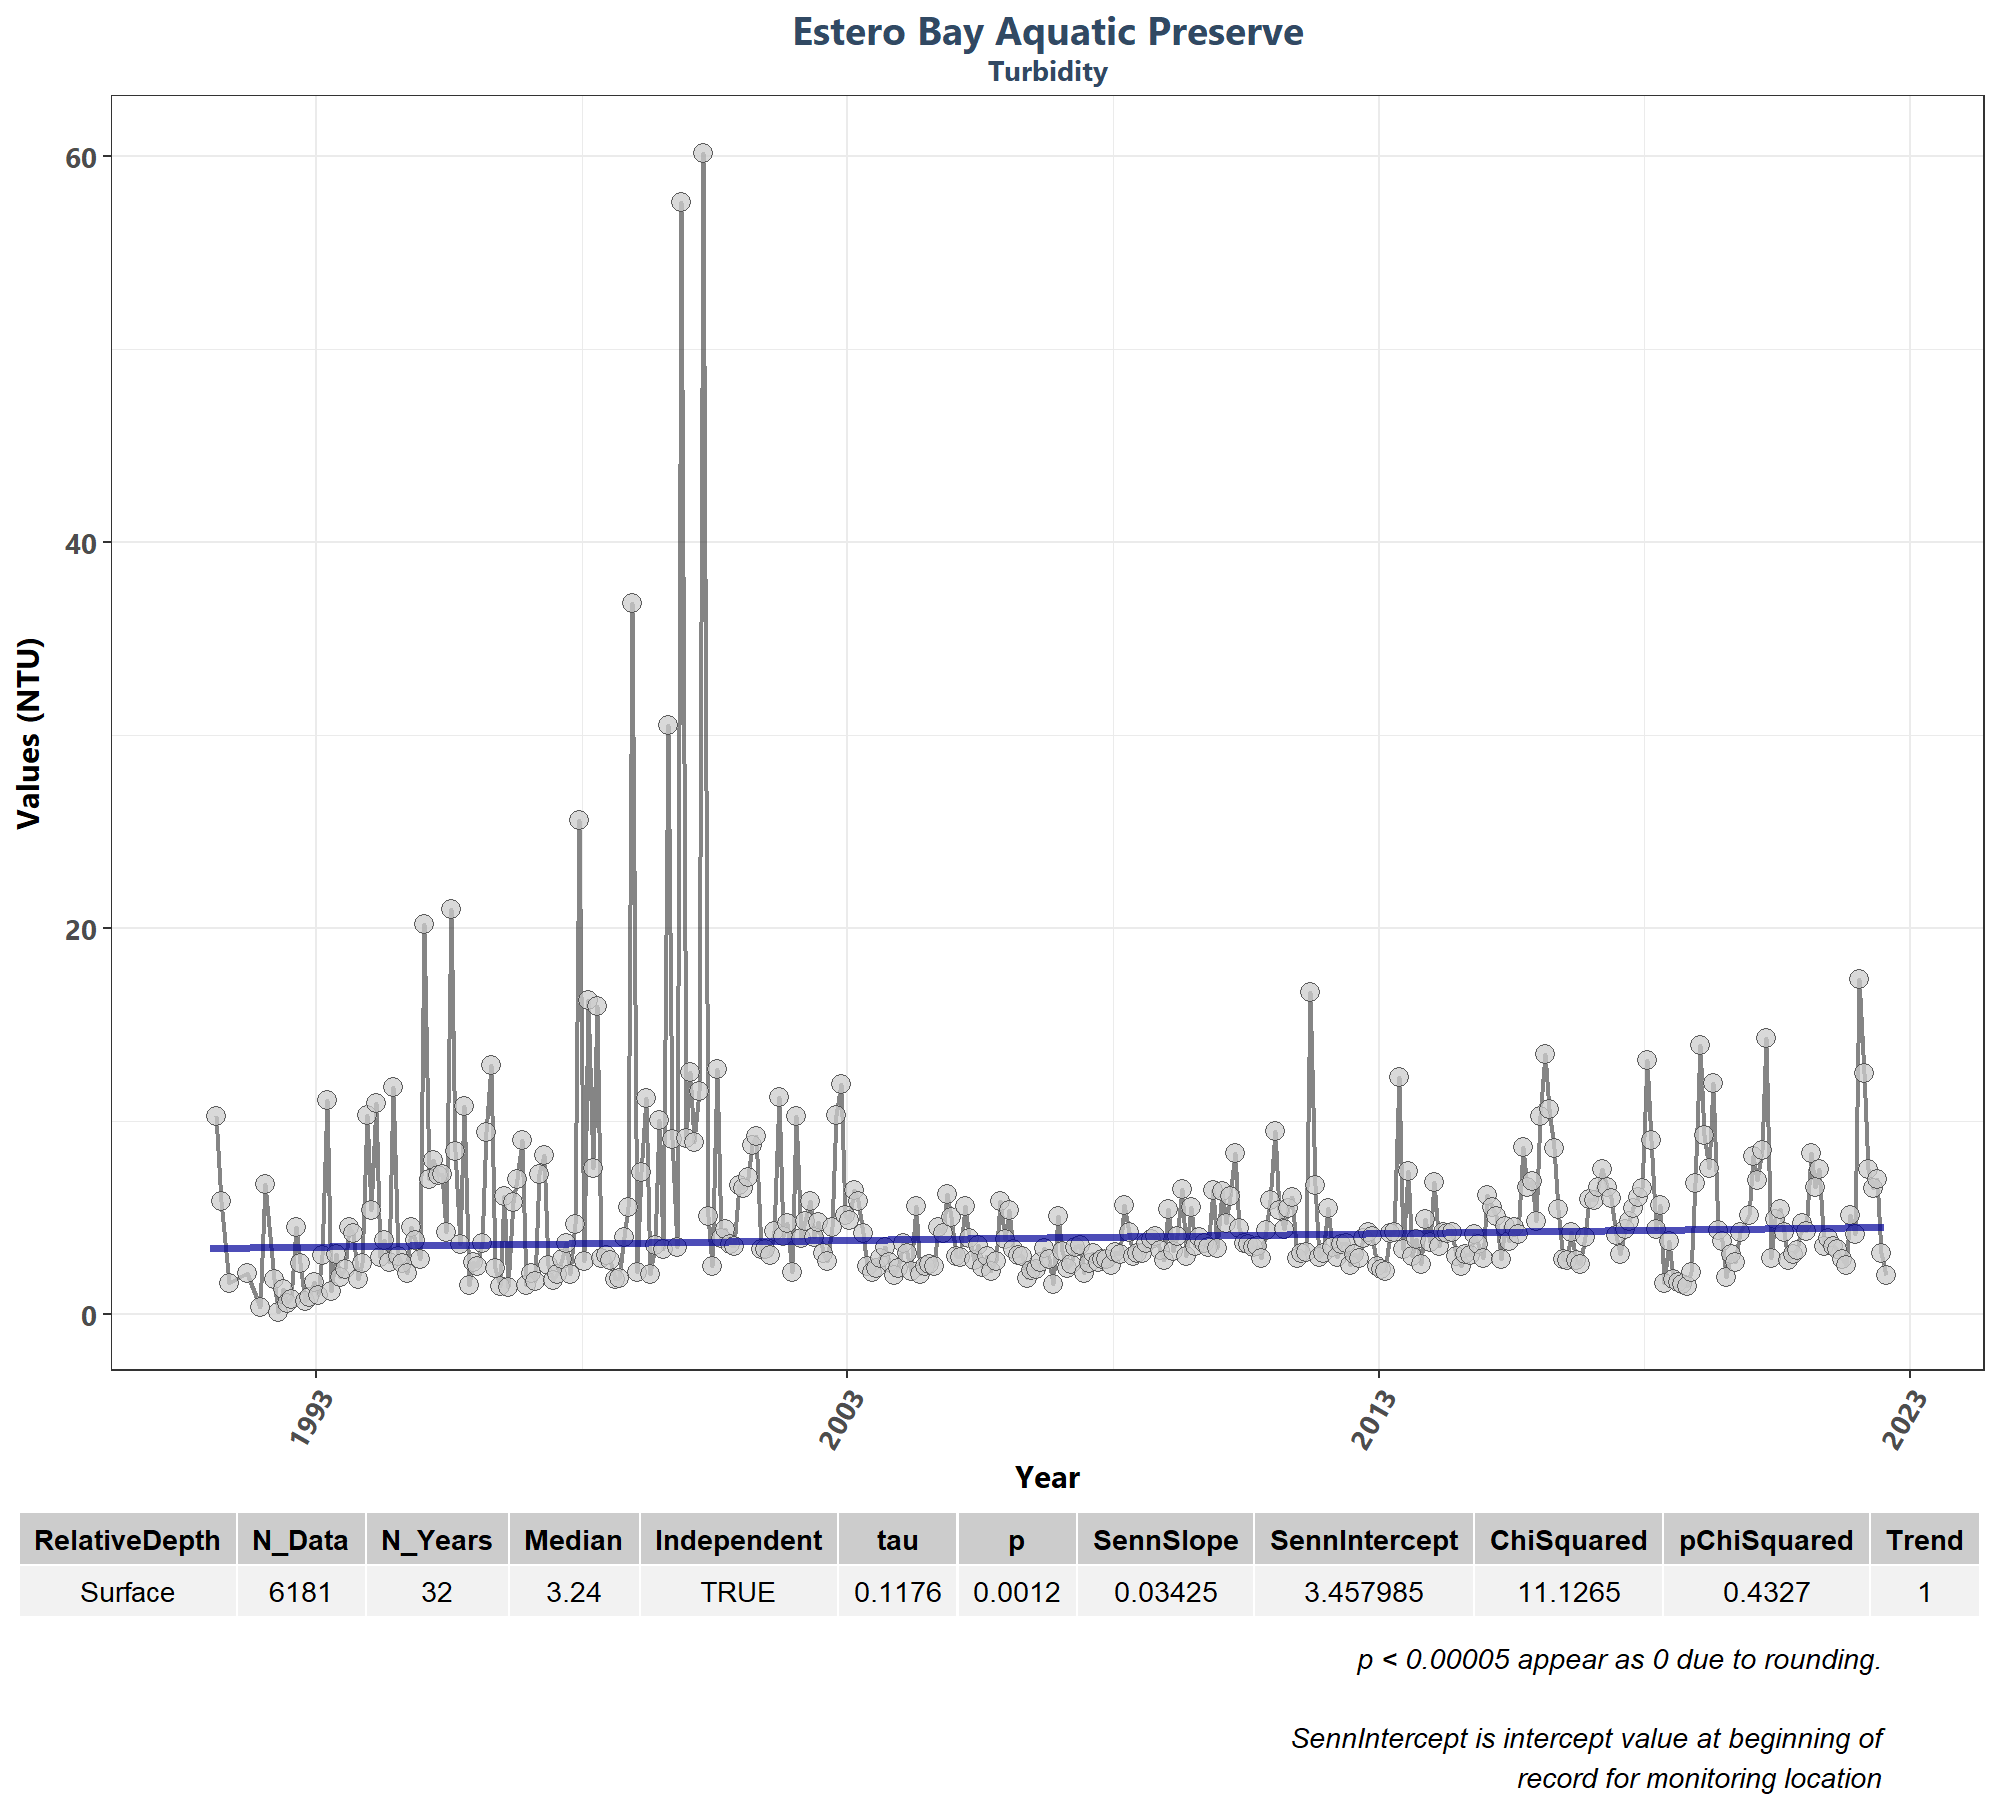 Estero Bay Aquatic Preserve
Turbidity
Values (NTU)
60
40
20
0
1993
2003
2013
2023
Year
RelativeDepth N_Data N_Years Median Independent tau p SennSlope SennIntercept ChiSquared pChiSquared Trend
Surface 6181 32 3.24 TRUE 0.1176 0.0012 0.03425 3.457985 11.1265 0.4327 1
p < 0.00005 appear as 0 due to rounding.
SennIntercept is intercept value at beginning of
record for monitoring location